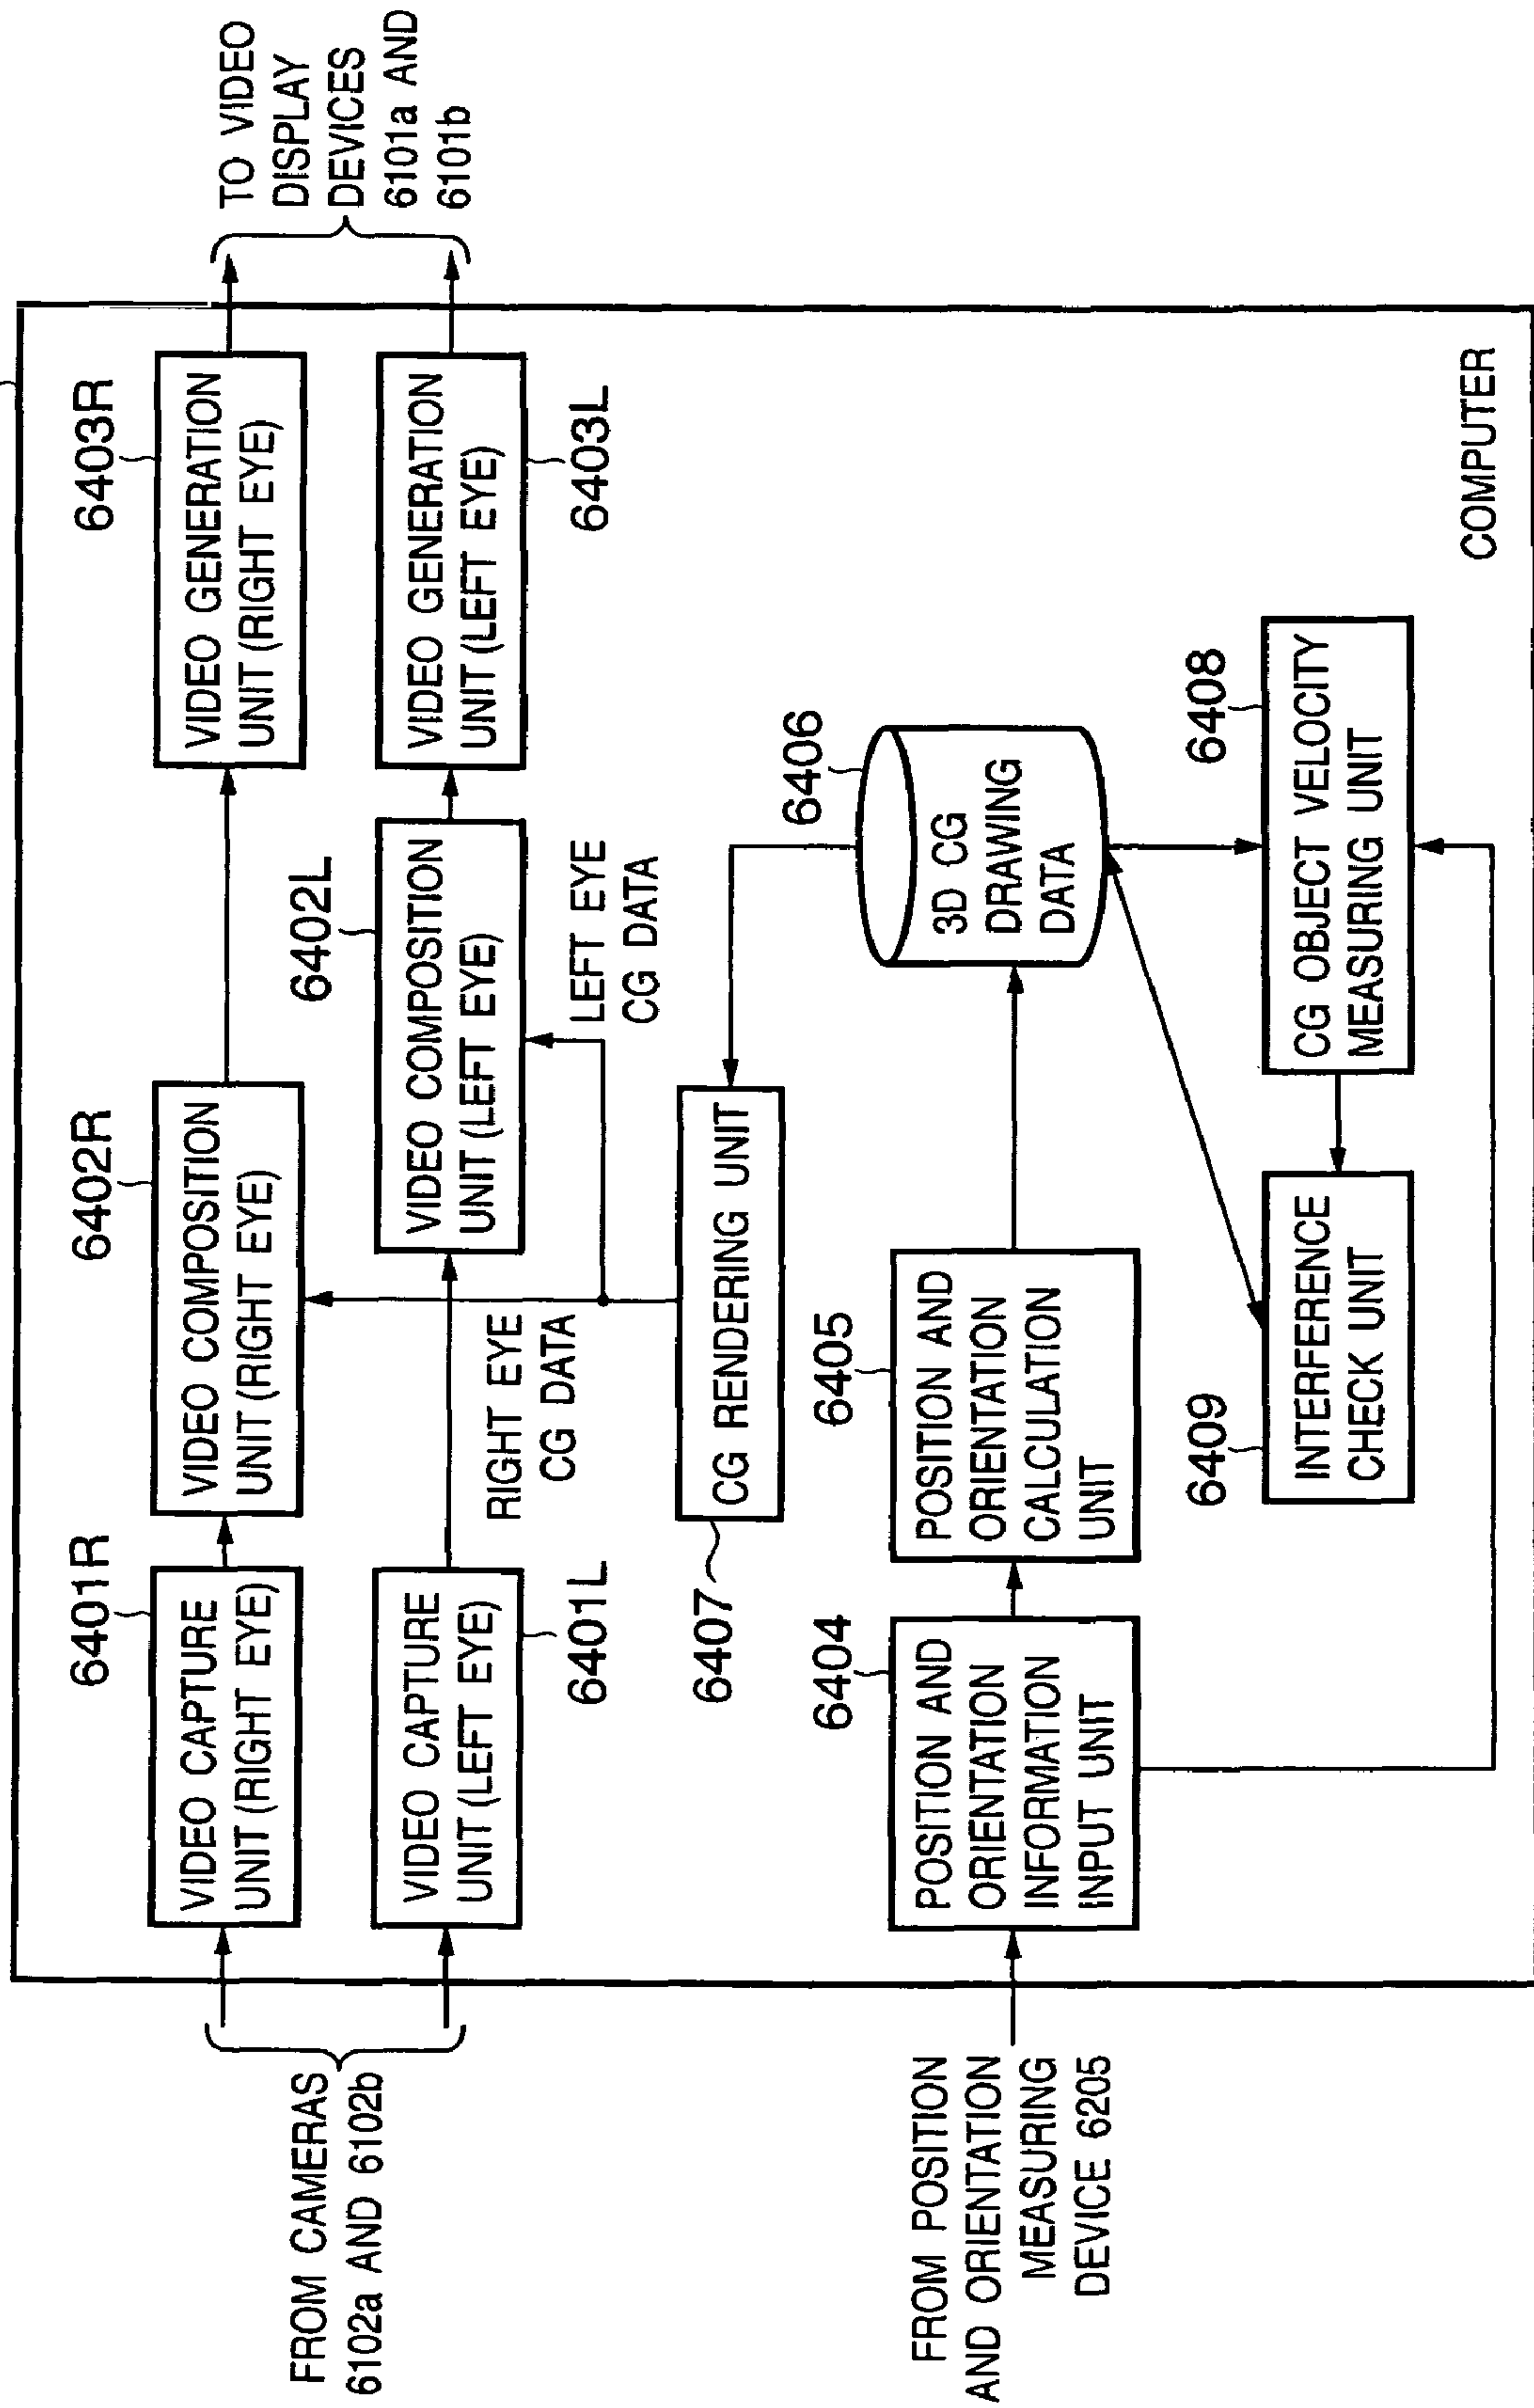 FROM CAMERAS
6102a AND 6102b
6401R
VIDEO CAPTURE
UNIT (RIGHT EYE)
6402R
VIDEO COMPOSITION
UNIT (RIGHT EYE)
6403R
VIDEO GENERATION
UNIT (RIGHT EYE)
TO VIDEO
DISPLAY
DEVICES
6101a AND
6101b
VIDEO CAPTURE
UNIT (LEFT EYE)
6401L
6402L
VIDEO COMPOSITION
UNIT (LEFT EYE)
VIDEO GENERATION
UNIT (LEFT EYE)
6403L
RIGHT EYE
CG DATA
LEFT EYE
CG DATA
6407
CG RENDERING UNIT
6406
3D CG
DRAWING
DATA
FROM POSITION
AND ORIENTATION
MEASURING
DEVICE 6205
6404
POSITION AND
ORIENTATION
INFORMATION
INPUT UNIT
6405
POSITION AND
ORIENTATION
CALCULATION
UNIT
6409
INTERFERENCE
CHECK UNIT
6408
CG OBJECT VELOCITY
MEASURING UNIT
COMPUTER